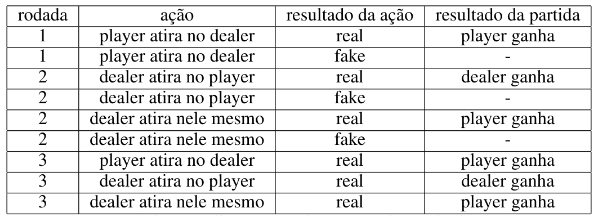 rodada ação resultado da ação resultado da partida
1 player atira no dealer real player ganha
1 player atira no dealer fake -
2 dealer atira no player real dealer ganha
2 dealer atira no player fake -
2 dealer atira nele mesmo real player ganha
2 dealer atira nele mesmo fake -
3 player atira no dealer real player ganha
3 dealer atira no player real dealer ganha
3 dealer atira nele mesmo real player ganha